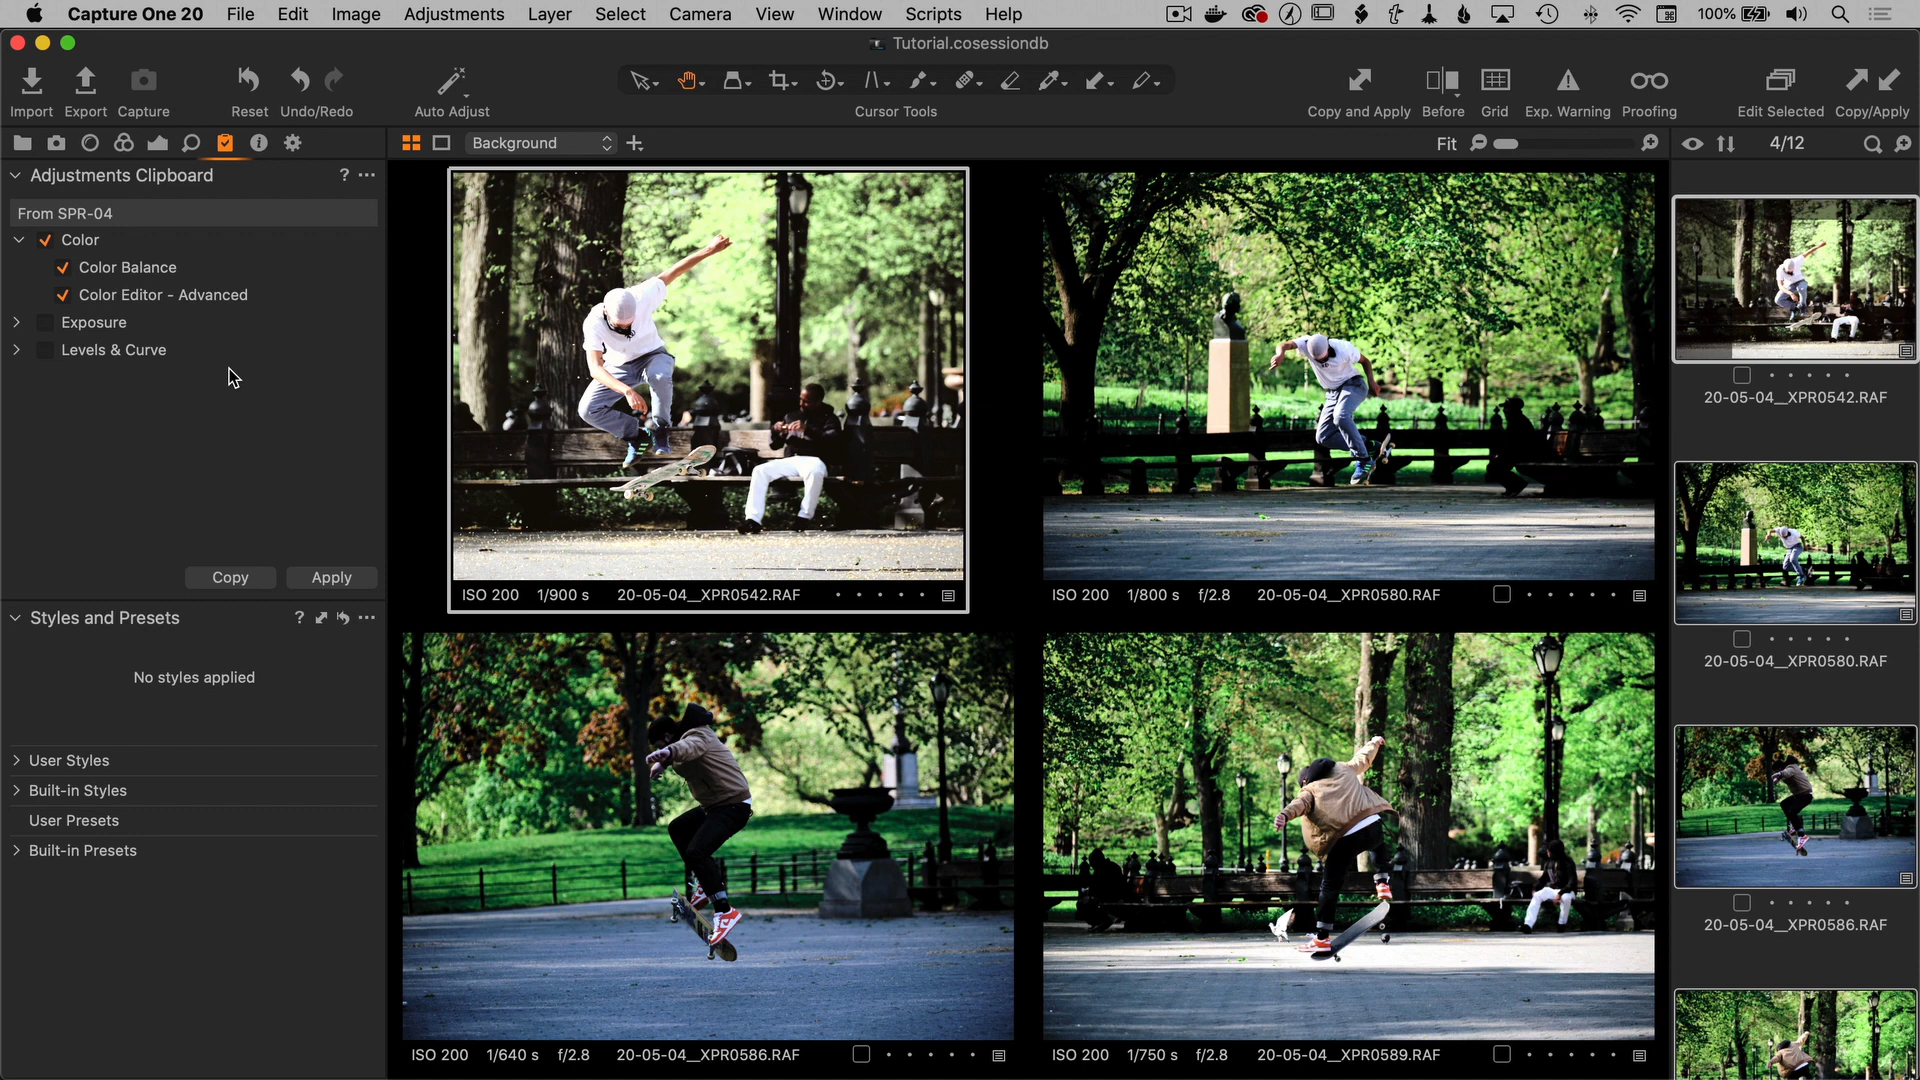 Capture One 20 File Edit Image Adjustments Layer Select Camera View Window Scripts Help 100%
Tutorial.cosessiondb
Import Export Capture Reset Undo/Redo Auto Adjust Cursor Tools Copy and Apply Before Grid Exp. Warning Proofing Edit Selected Copy/Apply
Background Fit 4/12
Adjustments Clipboard ? ...
From SPR-04
Color
Color Balance
Color Editor - Advanced
Exposure
Levels & Curve
Copy Apply
Styles and Presets ? ...
No styles applied
User Styles
Built-in Styles
User Presets
Built-in Presets
ISO 200 1/900 s 20-05-04__XPR0542.RAF
ISO 200 1/800 s f/2.8 20-05-04__XPR0580.RAF
ISO 200 1/640 s f/2.8 20-05-04__XPR0586.RAF
ISO 200 1/750 s f/2.8 20-05-04__XPR0589.RAF
20-05-04__XPR0542.RAF
20-05-04__XPR0580.RAF
20-05-04__XPR0586.RAF